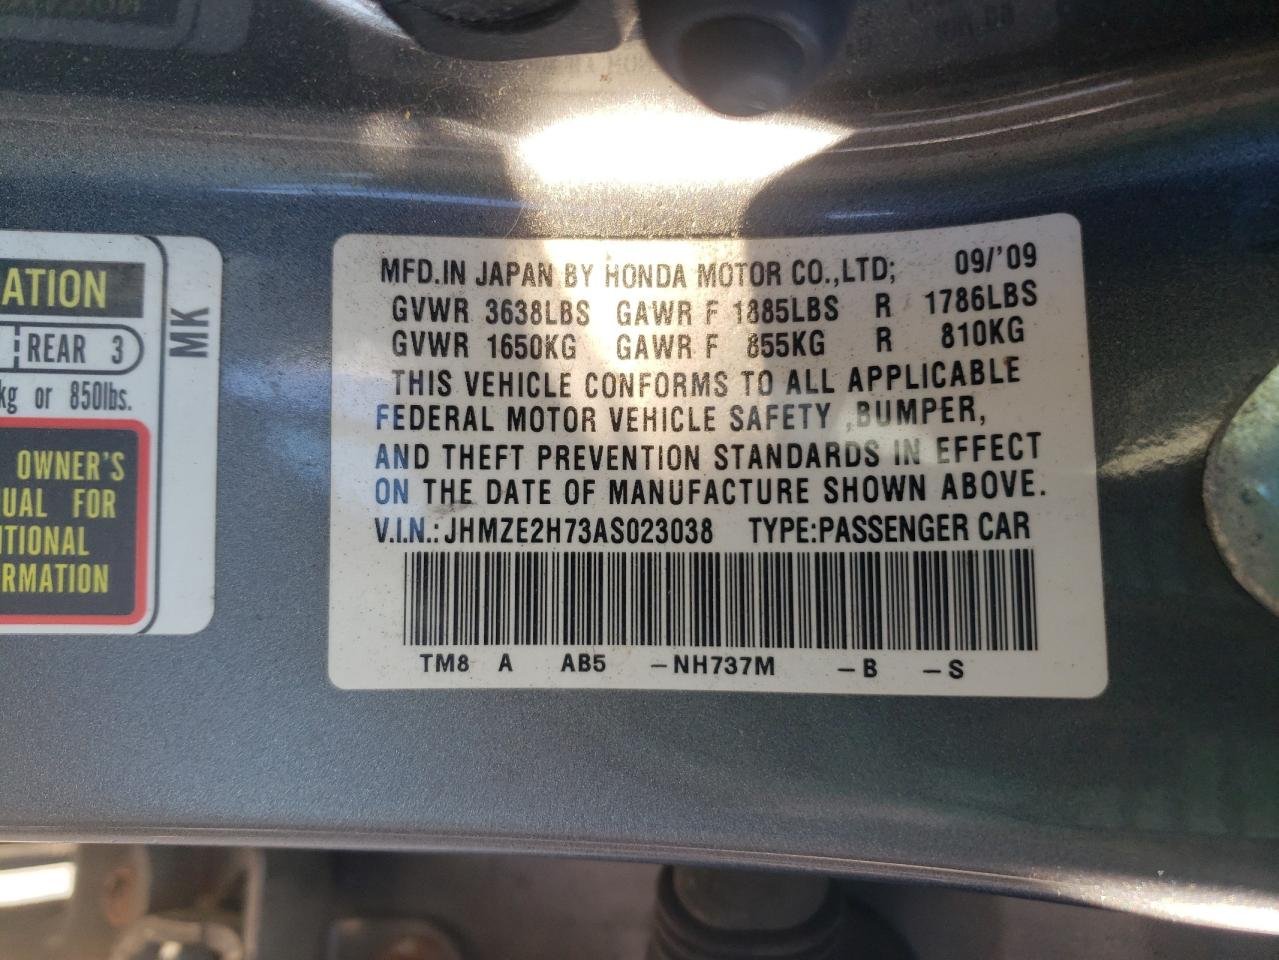 MFD.IN JAPAN BY HONDA MOTOR CO.,LTD; 09/'09
GVWR 3638LBS GAWR F 1885LBS R 1786LBS
GVWR 1650KG GAWR F 855KG R 810KG
THIS VEHICLE CONFORMS TO ALL APPLICABLE
FEDERAL MOTOR VEHICLE SAFETY ,BUMPER,
AND THEFT PREVENTION STANDARDS IN EFFECT
ON THE DATE OF MANUFACTURE SHOWN ABOVE.
V.I.N.: JHMZE2H73AS023038 TYPE:PASSENGER CAR
TM8 A AB5 -NH737M -B -S
ATION
REAR 3
kg or 850lbs.
OWNER'S
UAL FOR
ITIONAL
RMATION
MK